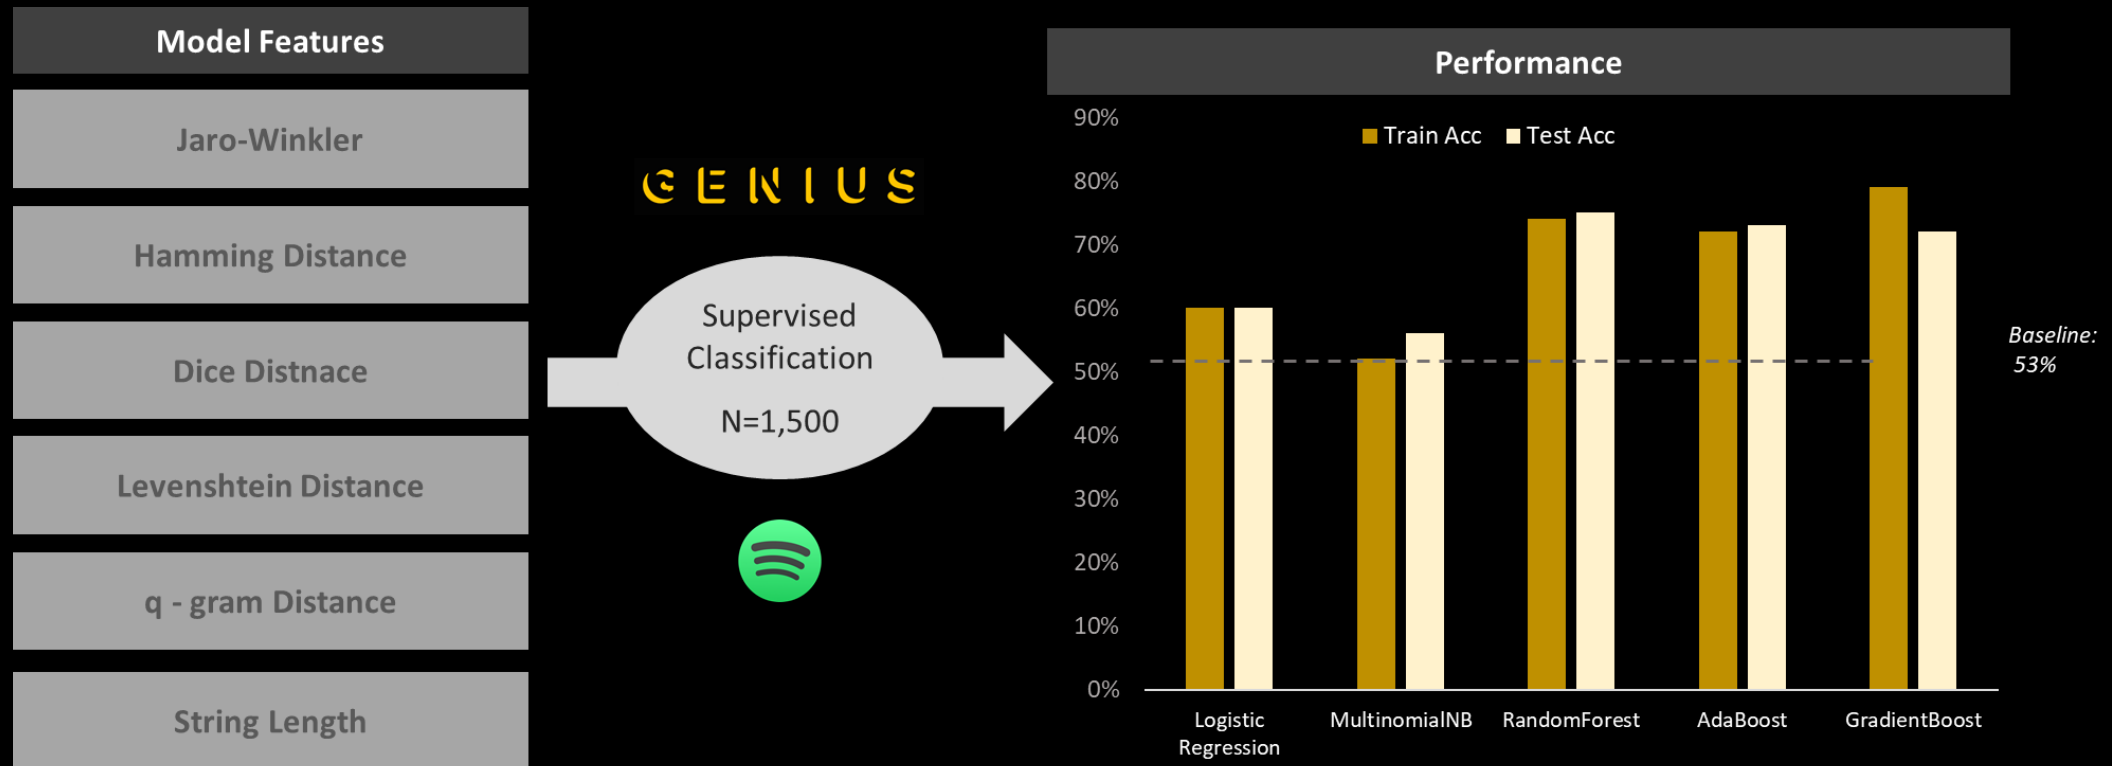 Model Features
Jaro-Winkler
Hamming Distance
Dice Distnace
Levenshtein Distance
q - gram Distance
String Length
GENIUS
Supervised
Classification
N=1,500
Performance
Train Acc
Test Acc
90%
80%
70%
60%
50%
40%
30%
20%
10%
0%
Baseline:
53%
Logistic
Regression
MultinomialNB
RandomForest
AdaBoost
GradientBoost